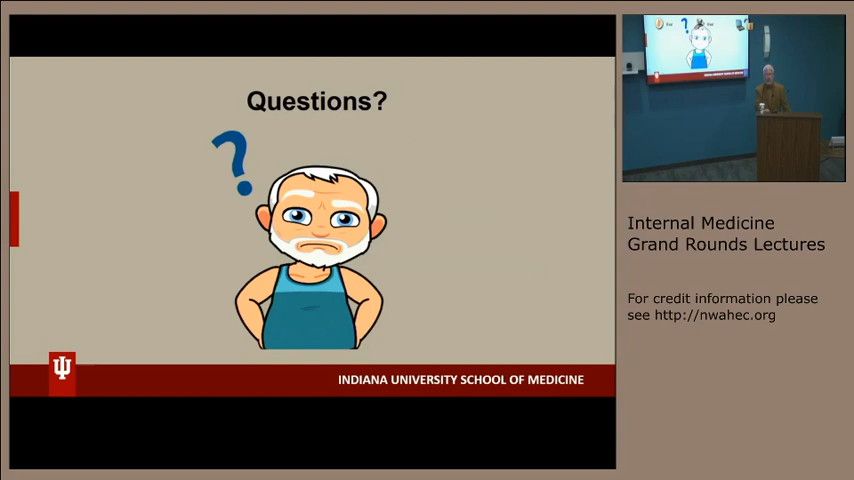 Questions?
?
INDIANA UNIVERSITY SCHOOL OF MEDICINE
Internal Medicine
Grand Rounds Lectures
For credit information please
see http://nwahec.org